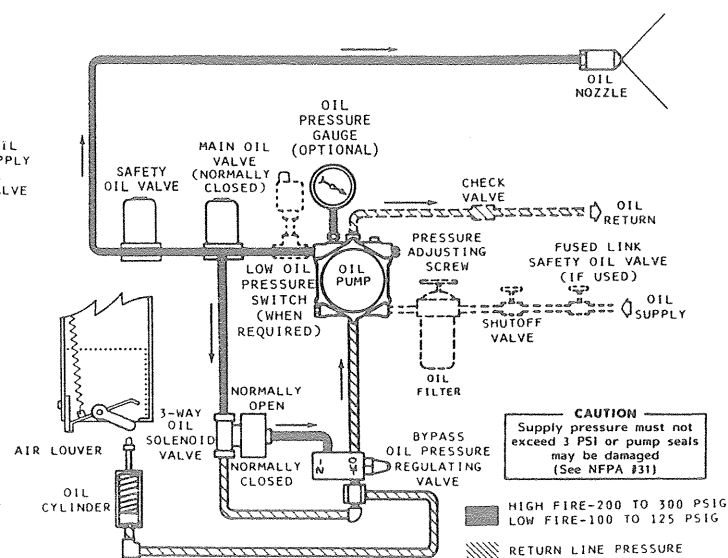 OIL
NOZZLE
OIL
PRESSURE
GAUGE
(OPTIONAL)
MAIN OIL
VALVE
(NORMALLY
CLOSED)
SAFETY
OIL VALVE
CHECK
VALVE
OIL
RETURN
PRESSURE
ADJUSTING
SCREW
FUSED LINK
SAFETY OIL VALVE
(IF USED)
OIL
PUMP
LOW OIL
PRESSURE
SWITCH
(WHEN
REQUIRED)
OIL
SUPPLY
SHUTOFF
VALVE
OIL
FILTER
NORMALLY
OPEN
3-WAY
OIL
SOLENOID
VALVE
NORMALLY
CLOSED
IN
OUT
BYPASS
OIL PRESSURE
REGULATING
VALVE
AIR LOUVER
OIL
CYLINDER
CAUTION
Supply pressure must not
exceed 3 PSI or pump seals
may be damaged
(See NFPA #31)
HIGH FIRE-200 TO 300 PSIG
LOW FIRE-100 TO 125 PSIG
RETURN LINE PRESSURE